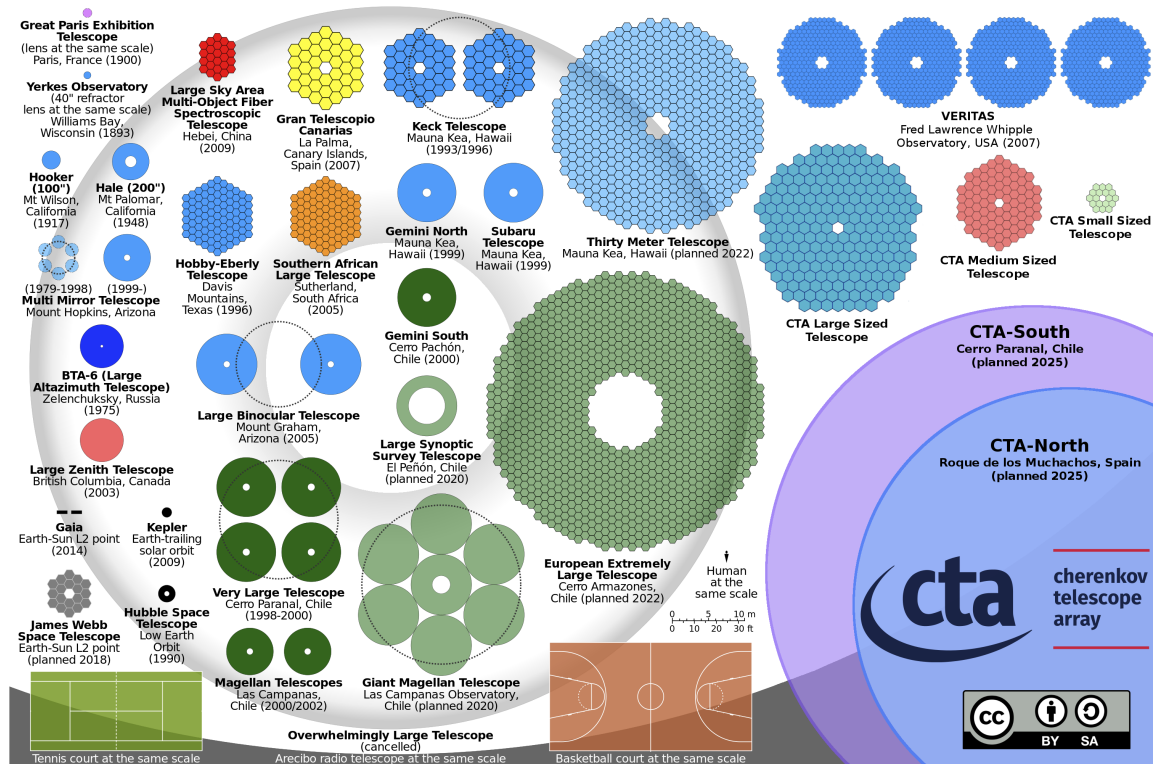 Great Paris Exhibition
Telescope
(lens at the same scale)
Paris, France (1900)
Yerkes Observatory
(40" refractor
lens at the same scale)
Williams Bay,
Wisconsin (1893)
Hooker
(100")
Mt Wilson,
California
(1917)
Hale (200")
Mt Palomar,
California
(1948)
(1979-1998)
(1999-)
Multi Mirror Telescope
Mount Hopkins, Arizona
BTA-6 (Large
Altazimuth Telescope)
Zelenchuksky, Russia
(1975)
Large Zenith Telescope
British Columbia, Canada
(2003)
Gaia
Earth-Sun L2 point
(2014)
Kepler
Earth-trailing
solar orbit
(2009)
James Webb
Space Telescope
Earth-Sun L2 point
(planned 2018)
Hubble Space
Telescope
Low Earth
Orbit
(1990)
Tennis court at the same scale
Large Sky Area
Multi-Object Fiber
Spectroscopic
Telescope
Hebei, China
(2009)
Gran Telescopio
Canarias
La Palma,
Canary Islands,
Spain (2007)
Keck Telescope
Mauna Kea, Hawaii
(1993/1996)
Hobby-Eberly
Telescope
Davis
Mountains,
Texas (1996)
Southern African
Large Telescope
Sutherland,
South Africa
(2005)
Gemini North
Mauna Kea,
Hawaii (1999)
Subaru
Telescope
Mauna Kea,
Hawaii (1999)
Gemini South
Cerro Pachón,
Chile (2000)
Large Binocular Telescope
Mount Graham,
Arizona (2005)
Large Synoptic
Survey Telescope
El Peñón, Chile
(planned 2020)
Very Large Telescope
Cerro Paranal, Chile
(1998-2000)
Magellan Telescopes
Las Campanas,
Chile (2000/2002)
Giant Magellan Telescope
Las Campanas Observatory,
Chile (planned 2020)
Overwhelmingly Large Telescope
(cancelled)
Arecibo radio telescope at the same scale
Thirty Meter Telescope
Mauna Kea, Hawaii (planned 2022)
European Extremely
Large Telescope
Cerro Armazones,
Chile (planned 2022)
Human
at the
same scale
0 5 10 m
0 10 20 30 ft
Basketball court at the same scale
VERITAS
Fred Lawrence Whipple
Observatory, USA (2007)
CTA Large Sized
Telescope
CTA Medium Sized
Telescope
CTA Small Sized
Telescope
CTA-South
Cerro Paranal, Chile
(planned 2025)
CTA-North
Roque de los Muchachos, Spain
(planned 2025)
cta
cherenkov
telescope
array
cc
BY SA